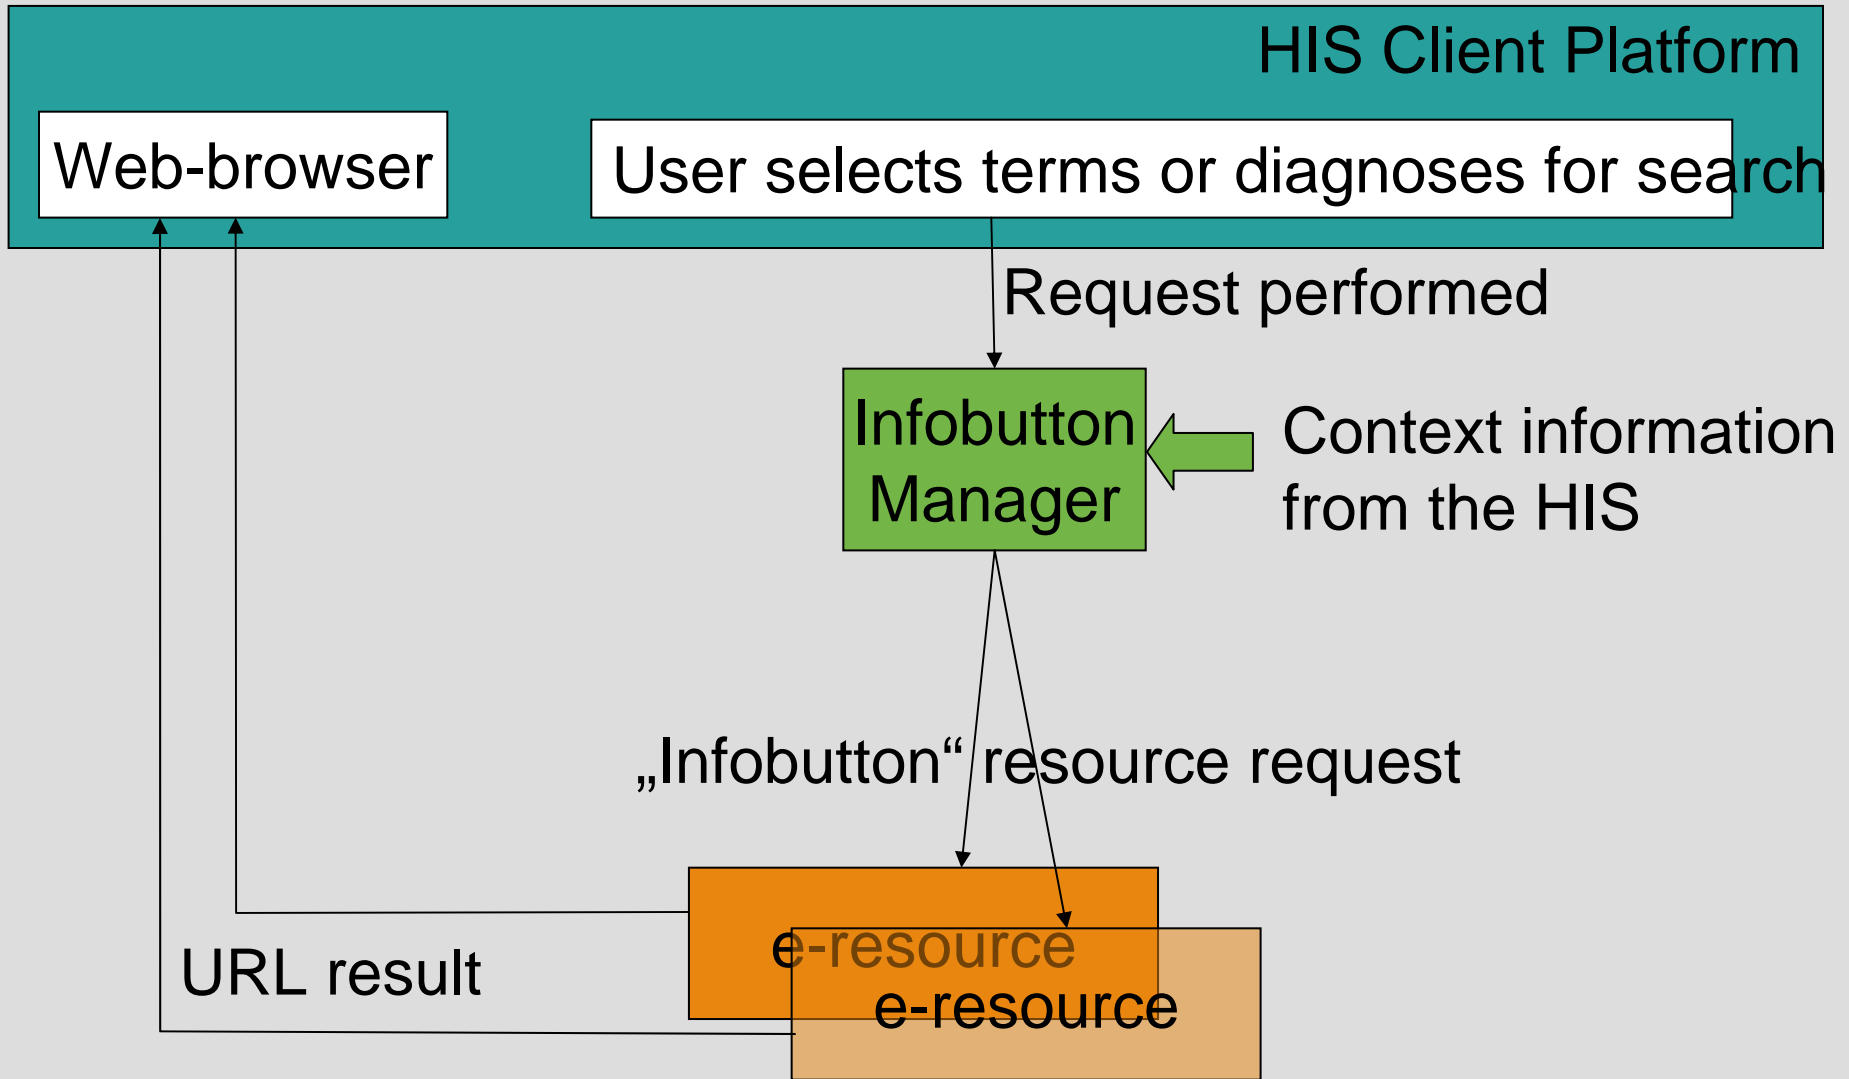 HIS Client Platform
Web-browser
User selects terms or diagnoses for search
Request performed
Infobutton
Manager
Context information
from the HIS
„Infobutton“ resource request
e-resource
URL result
e-resource